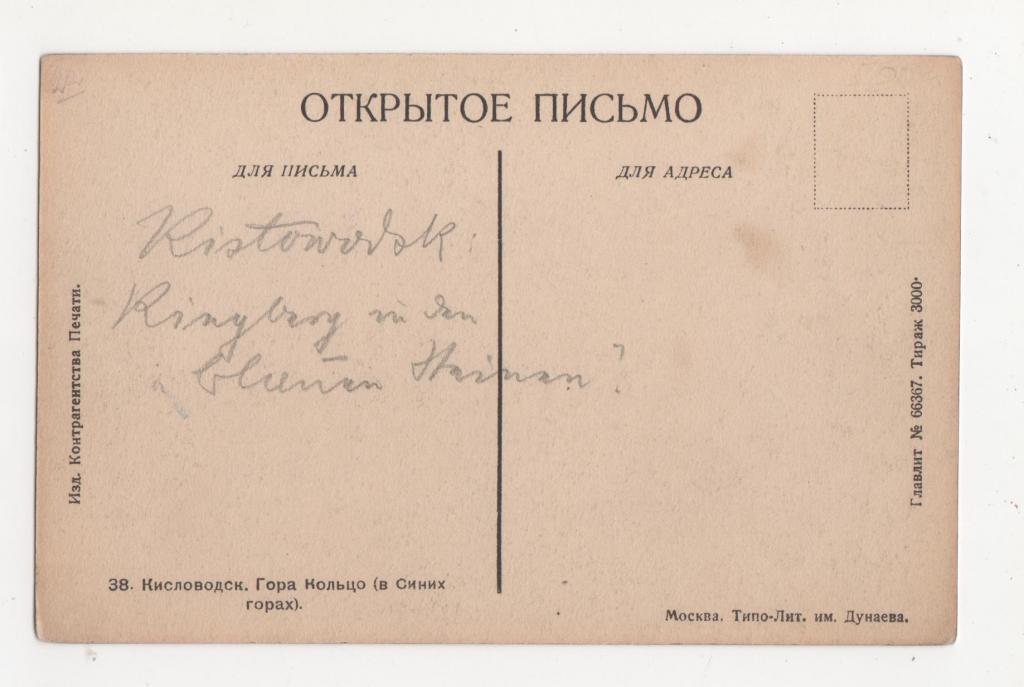 ОТКРЫТОЕ ПИСЬМО
ДЛЯ ПИСЬМА
ДЛЯ АДРЕСА
Kistowodsk:
Ringberg in den
„blauen Steinen"
Изд. Контрагентства Печати.
Главлит № 66367. Тираж 3000.
38. Кисловодск. Гора Кольцо (в Синих
горах).
Москва. Типо-Лит. им. Дунаева.